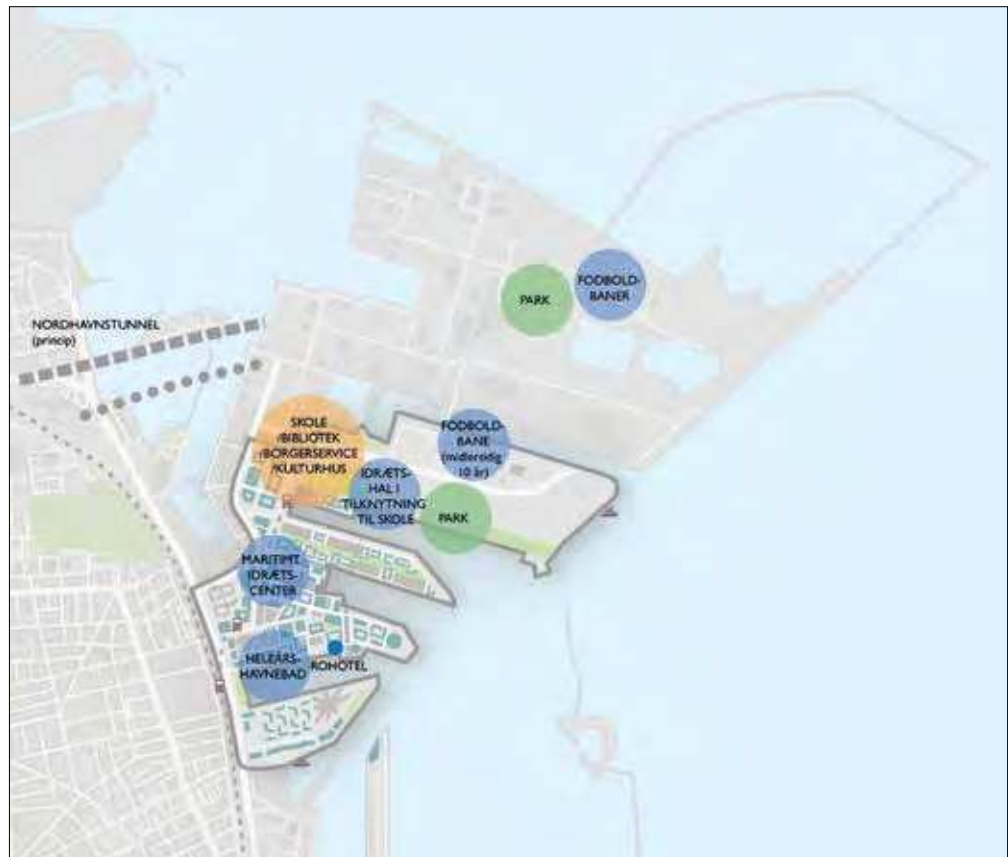 PARK
FODBOLD-
BANER
NORDHAVNSTUNNEL
(princip)
SKOLE
/BIBLIOTEK
/BORGERSERVICE
/KULTURHUS
FODBOLD-
BANE
(midlertidig
10 år)
IDRÆTS-
HAL I
TILKNYTNING
TIL SKOLE
PARK
MARITIMT
IDRÆTS-
CENTER
HELEÅRS-
HAVNEBAD
ROHOTEL